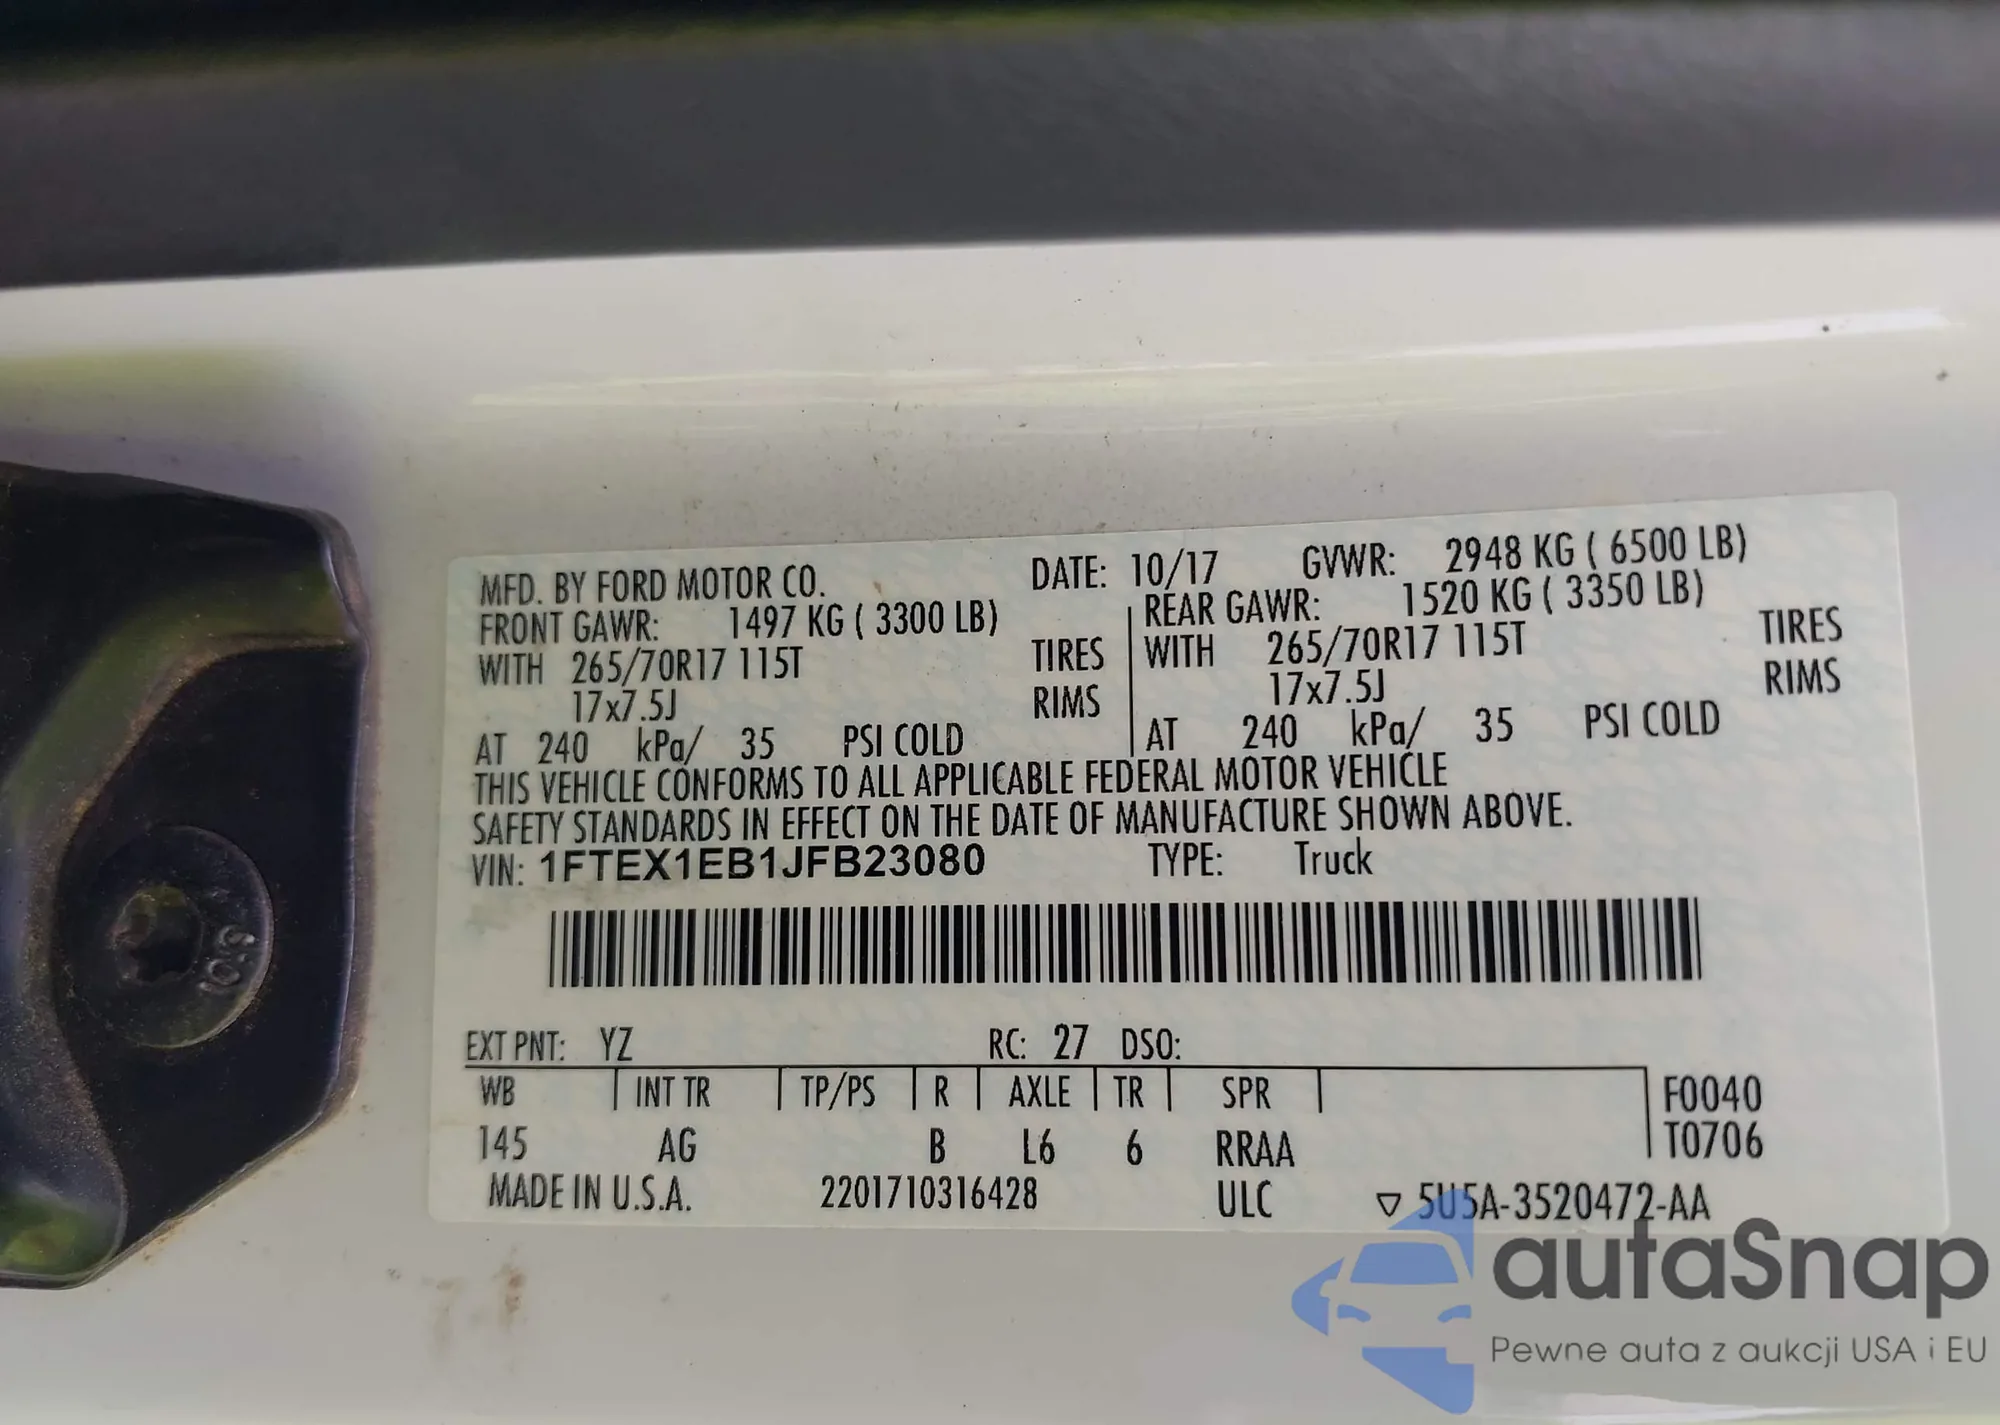 MFD. BY FORD MOTOR CO. DATE: 10/17 GVWR: 2948 KG ( 6500 LB)
FRONT GAWR: 1497 KG ( 3300 LB) REAR GAWR: 1520 KG ( 3350 LB)
WITH 265/70R17 115T TIRES WITH 265/70R17 115T TIRES
17x7.5J RIMS 17x7.5J RIMS
AT 240 kPa/ 35 PSI COLD AT 240 kPa/ 35 PSI COLD
THIS VEHICLE CONFORMS TO ALL APPLICABLE FEDERAL MOTOR VEHICLE
SAFETY STANDARDS IN EFFECT ON THE DATE OF MANUFACTURE SHOWN ABOVE.
VIN: 1FTEX1EB1JFB23080 TYPE: Truck
EXT PNT: YZ RC: 27 DSO:
WB INT TR TP/PS R AXLE TR SPR F0040
145 AG B L6 6 RRAA T0706
MADE IN U.S.A. 2201710316428 ULC ▽ 5U5A-3520472-AA
10.9
autaSnap
Pewne auta z aukcji USA i EU